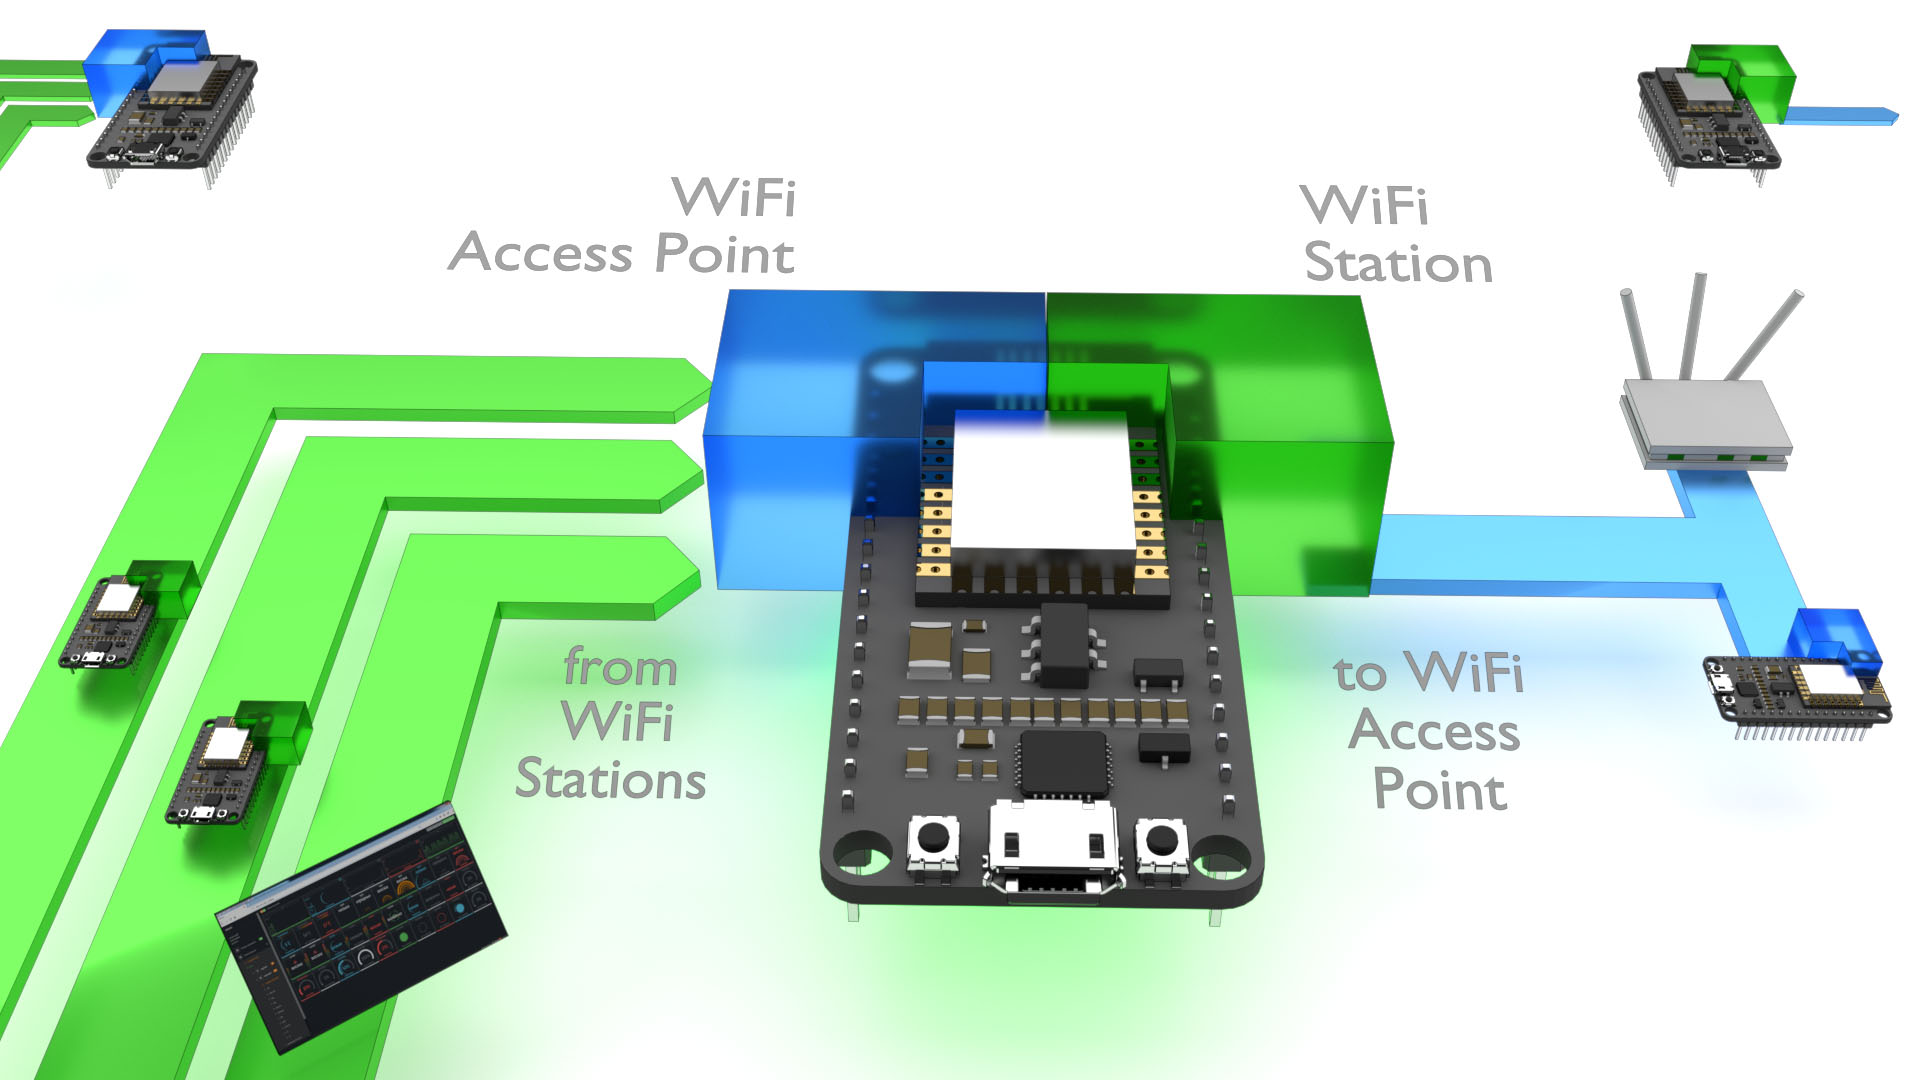 WiFi
Access Point
WiFi
Station
from
WiFi
Stations
to WiFi
Access
Point